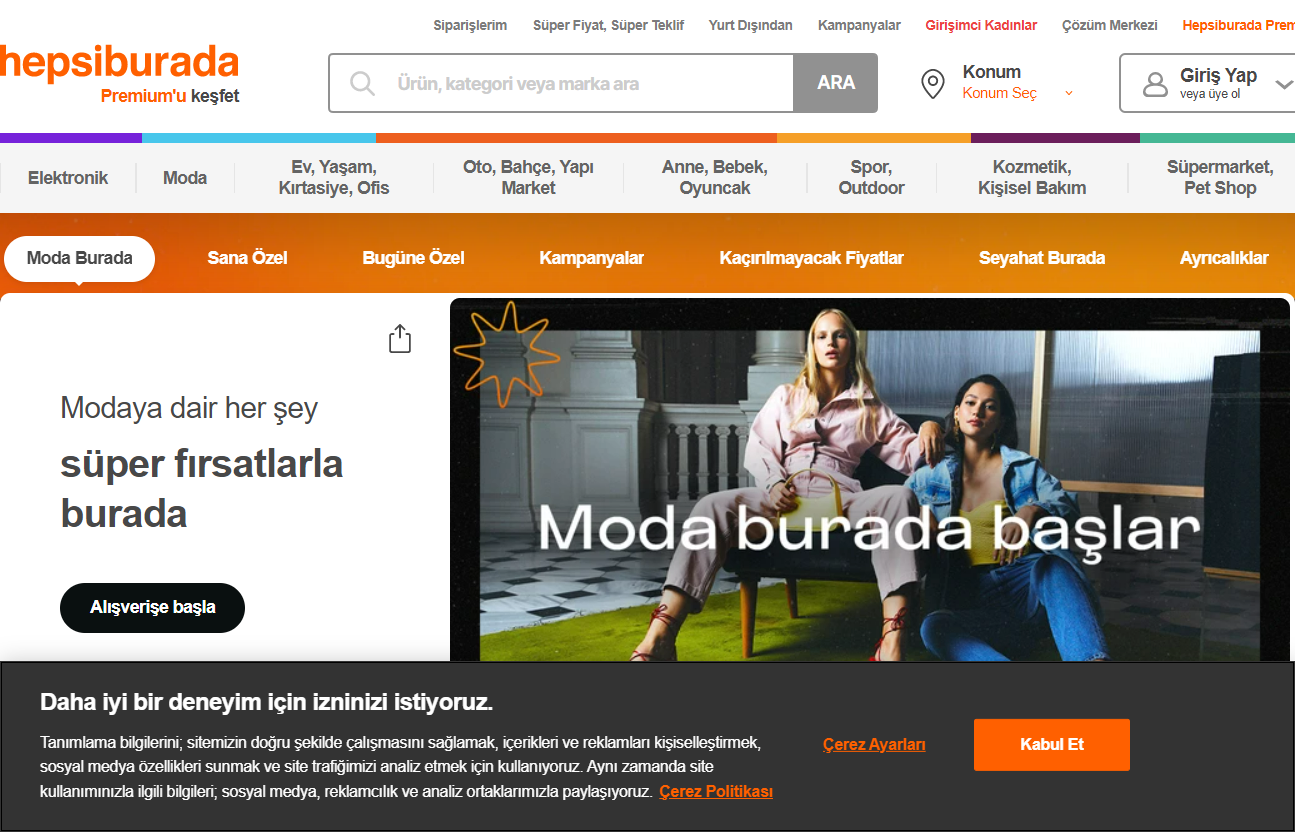 Siparişlerim Süper Fiyat, Süper Teklif Yurt Dışından Kampanyalar Girişimci Kadınlar Çözüm Merkezi Hepsiburada Prem
hepsiburada
Premium'u keşfet
Ürün, kategori veya marka ara
ARA
Konum
Konum Seç
Giriş Yap
veya üye ol
Elektronik
Moda
Ev, Yaşam,
Kırtasiye, Ofis
Oto, Bahçe, Yapı
Market
Anne, Bebek,
Oyuncak
Spor,
Outdoor
Kozmetik,
Kişisel Bakım
Süpermarket,
Pet Shop
Moda Burada Sana Özel Bugüne Özel Kampanyalar Kaçırılmayacak Fiyatlar Seyahat Burada Ayrıcalıklar
Modaya dair her şey
süper fırsatlarla
burada
Alışverişe başla
Moda burada başlar
Daha iyi bir deneyim için izninizi istiyoruz.
Tanımlama bilgilerini; sitemizin doğru şekilde çalışmasını sağlamak, içerikleri ve reklamları kişiselleştirmek,
sosyal medya özellikleri sunmak ve site trafiğimizi analiz etmek için kullanıyoruz. Aynı zamanda site
kullanımınızla ilgili bilgileri; sosyal medya, reklamcılık ve analiz ortaklarımızla paylaşıyoruz. Çerez Politikası
Çerez Ayarları
Kabul Et